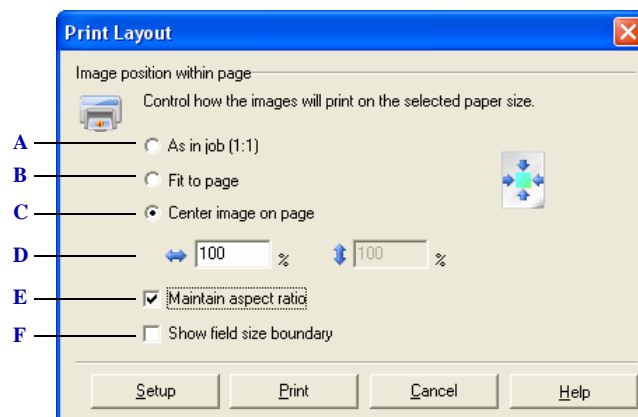 Print Layout
Image position within page
Control how the images will print on the selected paper size.
A As in job (1:1)
B Fit to page
C Center image on page
D 100 % 100 %
E Maintain aspect ratio
F Show field size boundary
Setup Print Cancel Help